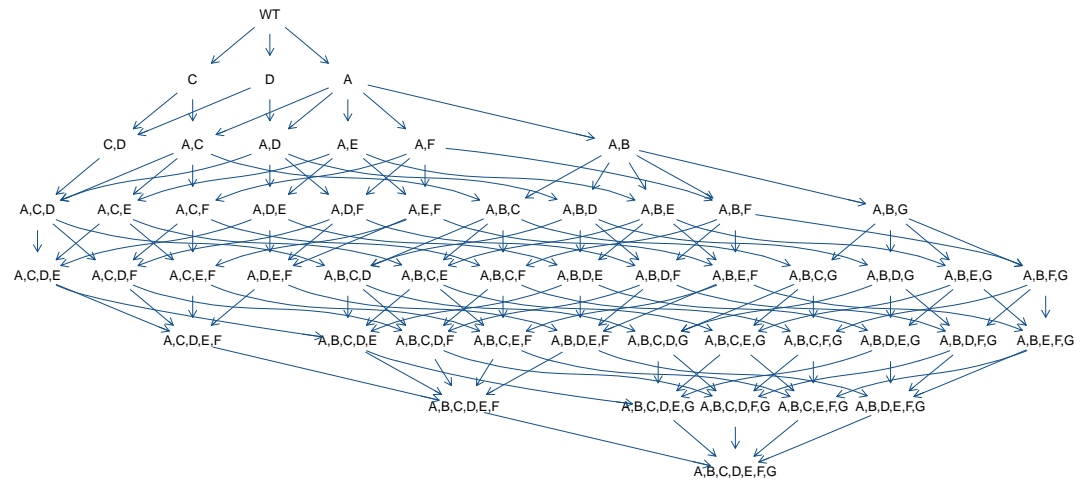 WT
C D A
C,D A,C A,D A,E A,F A,B
A,C,D A,C,E A,C,F A,D,E A,D,F A,E,F A,B,C A,B,D A,B,E A,B,F A,B,G
A,C,D,E A,C,D,F A,C,E,F A,D,E,F A,B,C,D A,B,C,E A,B,C,F A,B,D,E A,B,D,F A,B,E,F A,B,C,G A,B,D,G A,B,E,G A,B,F,G
A,C,D,E,F A,B,C,D,E A,B,C,D,F A,B,C,E,F A,B,D,E,F A,B,C,D,G A,B,C,E,G A,B,C,F,G A,B,D,E,G A,B,D,F,G A,B,E,F,G
A,B,C,D,E,F A,B,C,D,E,G A,B,C,D,F,G A,B,C,E,F,G A,B,D,E,F,G
A,B,C,D,E,F,G